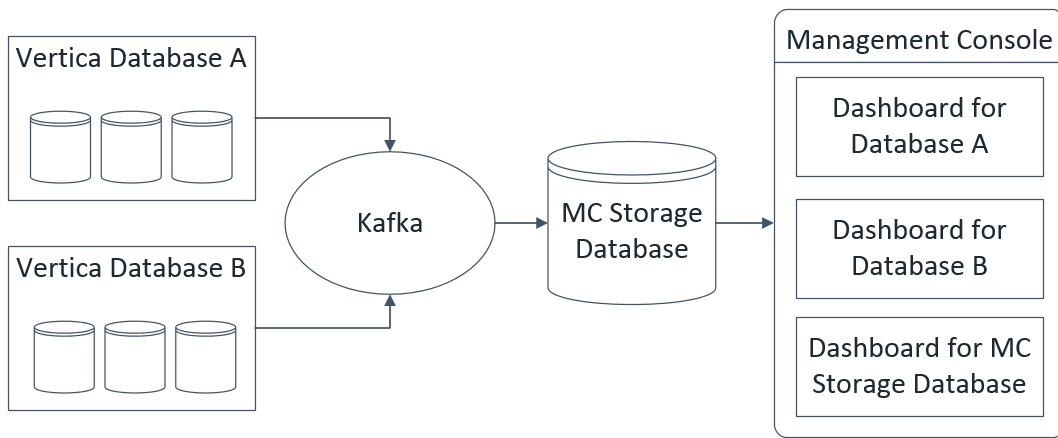 Vertica Database A
Vertica Database B
Kafka
MC Storage
Database
Management Console
Dashboard for
Database A
Dashboard for
Database B
Dashboard for MC
Storage Database